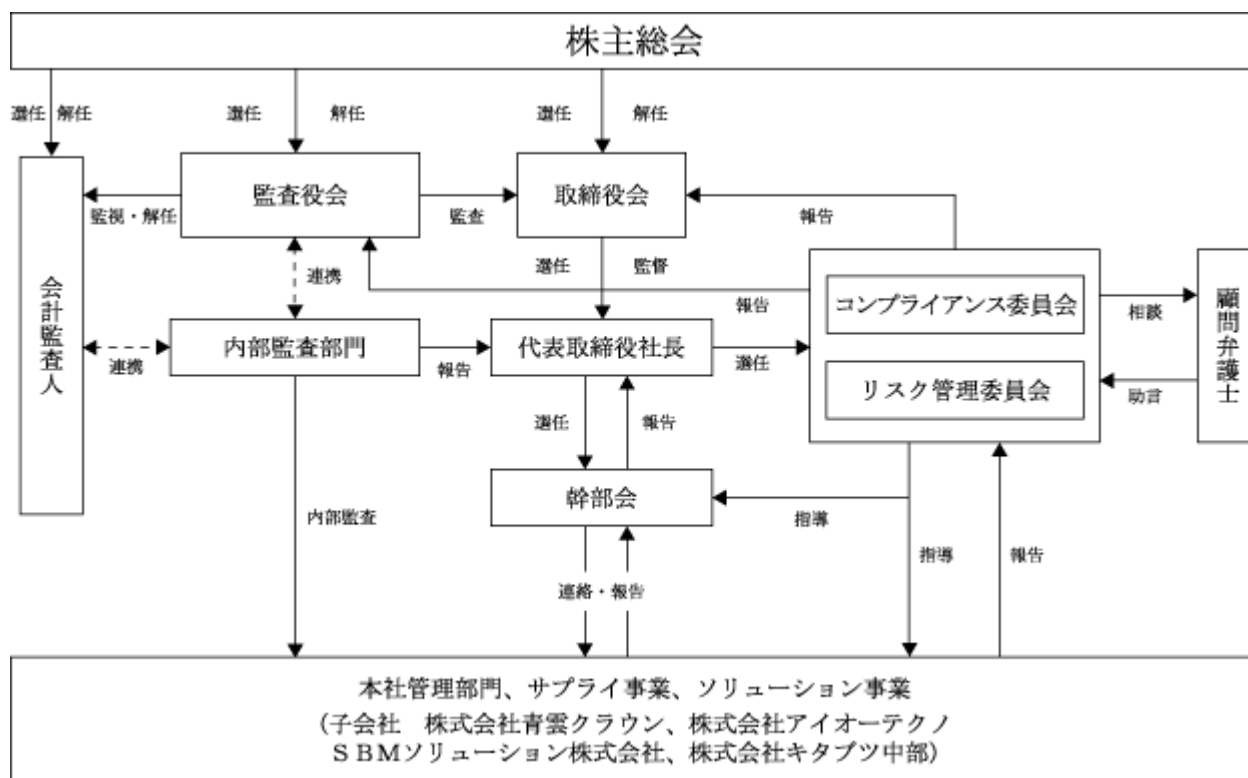 株主総会
選任 解任
選任 解任
選任 解任
監査役会
取締役会
監視・解任
監査
報告
連携
選任 監督
報告
会計監査人
コンプライアンス委員会
相談
顧問弁護士
連携
内部監査部門
報告
代表取締役社長
選任
リスク管理委員会
助言
選任 報告
幹部会
内部監査
指導
指導
報告
連絡・報告
本社管理部門、サプライ事業、ソリューション事業
(子会社 株式会社青雲クラウン、株式会社アイオーテクノ
SBMソリューション株式会社、株式会社キタブツ中部)